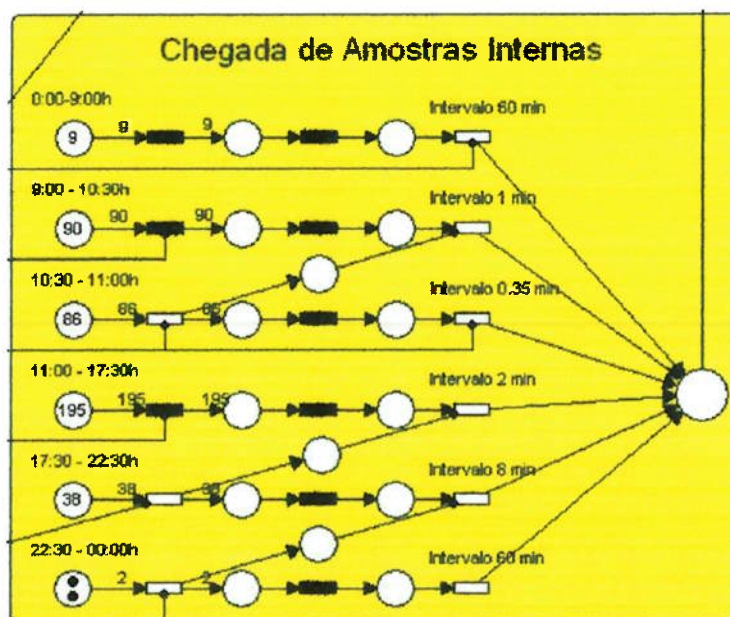 Chegada de Amostras Internas
0:00-9:00h
Intervalo 60 min
9 9 9
9:00 - 10:30h
Intervalo 1 min
90 90 90
10:30 - 11:00h
Intervalo 0.35 min
86 86 86
11:00 - 17:30h
Intervalo 2 min
195 195 195
17:30 - 22:30h
Intervalo 8 min
38 38 38
22:30 - 00:00h
Intervalo 60 min
2 2